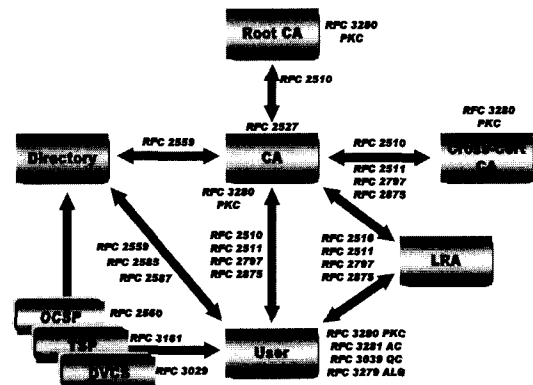 RFC 3280
PKC
Root CA
RFC 2510
RFC 3280
PKC
RFC 2527
RFC 2559
RFC 2510
Directory
CA
Cross-Cert
CA
RFC 2511
RFC 2797
RFC 2875
RFC 3280
PKC
RFC 2510
RFC 2511
RFC 2797
RFC 2875
RFC 2559
RFC 2585
RFC 2587
RFC 2510
RFC 2511
RFC 2797
RFC 2875
LRA
OCSP
RFC 2560
TSP
RFC 3161
DVCS
RFC 3029
User
RFC 3280 PKC
RFC 3281 AC
RFC 3039 QC
RFC 3279 ALG